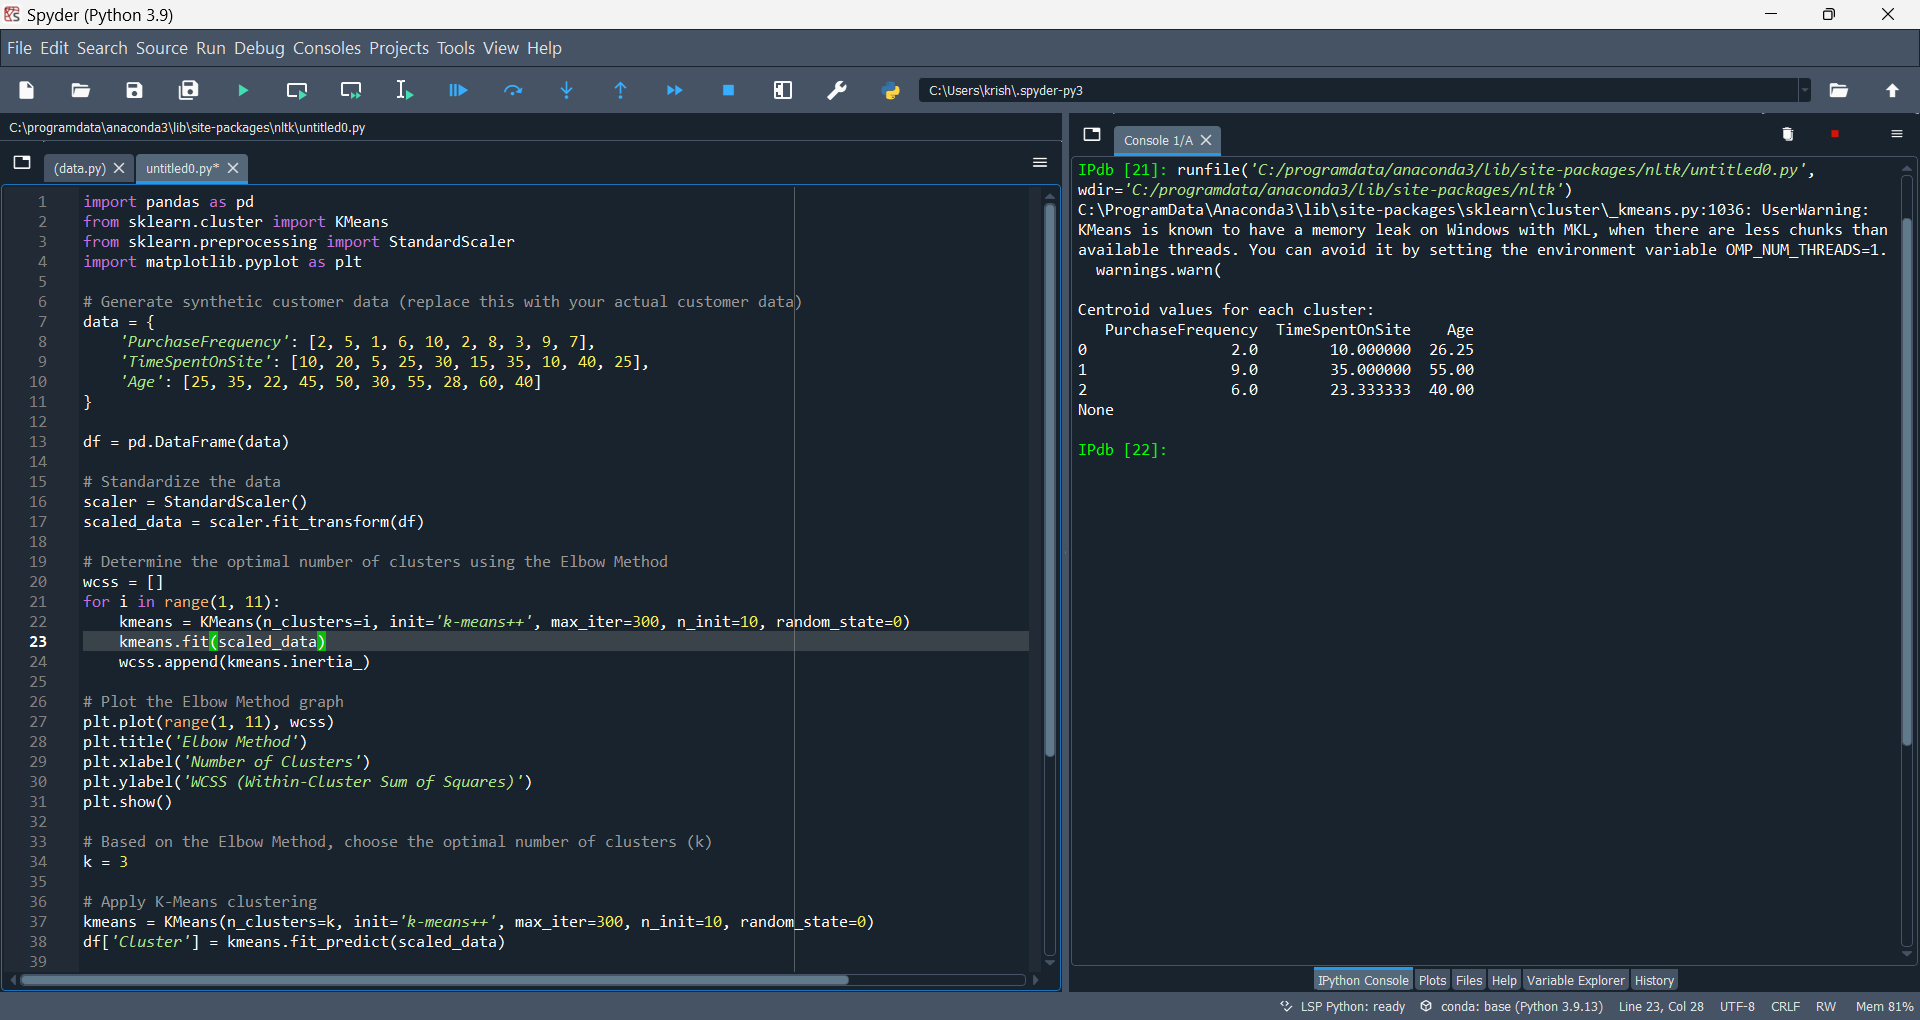 Spyder (Python 3.9)
File Edit Search Source Run Debug Consoles Projects Tools View Help
C:\Users\krish\.spyder-py3
C:\programdata\anaconda3\lib\site-packages\nltk\untitled0.py
(data.py)
untitled0.py*
1 import pandas as pd
2 from sklearn.cluster import KMeans
3 from sklearn.preprocessing import StandardScaler
4 import matplotlib.pyplot as plt
5
6 # Generate synthetic customer data (replace this with your actual customer data)
7 data = {
8 'PurchaseFrequency': [2, 5, 1, 6, 10, 2, 8, 3, 9, 7],
9 'TimeSpentOnSite': [10, 20, 5, 25, 30, 15, 35, 10, 40, 25],
10 'Age': [25, 35, 22, 45, 50, 30, 55, 28, 60, 40]
11 }
12
13 df = pd.DataFrame(data)
14
15 # Standardize the data
16 scaler = StandardScaler()
17 scaled_data = scaler.fit_transform(df)
18
19 # Determine the optimal number of clusters using the Elbow Method
20 wcss = []
21 for i in range(1, 11):
22 kmeans = KMeans(n_clusters=i, init='k-means++', max_iter=300, n_init=10, random_state=0)
23 kmeans.fit(scaled_data)
24 wcss.append(kmeans.inertia_)
25
26 # Plot the Elbow Method graph
27 plt.plot(range(1, 11), wcss)
28 plt.title('Elbow Method')
29 plt.xlabel('Number of Clusters')
30 plt.ylabel('WCSS (Within-Cluster Sum of Squares)')
31 plt.show()
32
33 # Based on the Elbow Method, choose the optimal number of clusters (k)
34 k = 3
35
36 # Apply K-Means clustering
37 kmeans = KMeans(n_clusters=k, init='k-means++', max_iter=300, n_init=10, random_state=0)
38 df['Cluster'] = kmeans.fit_predict(scaled_data)
39
Console 1/A
IPdb [21]: runfile('C:/programdata/anaconda3/lib/site-packages/nltk/untitled0.py',
wdir='C:/programdata/anaconda3/lib/site-packages/nltk')
C:\ProgramData\Anaconda3\lib\site-packages\sklearn\cluster\_kmeans.py:1036: UserWarning:
KMeans is known to have a memory leak on Windows with MKL, when there are less chunks than
available threads. You can avoid it by setting the environment variable OMP_NUM_THREADS=1.
warnings.warn(
Centroid values for each cluster:
PurchaseFrequency TimeSpentOnSite Age
0 2.0 10.000000 26.25
1 9.0 35.000000 55.00
2 6.0 23.333333 40.00
None
IPdb [22]:
IPython Console Plots Files Help Variable Explorer History
LSP Python: ready conda: base (Python 3.9.13) Line 23, Col 28 UTF-8 CRLF RW Mem 81%